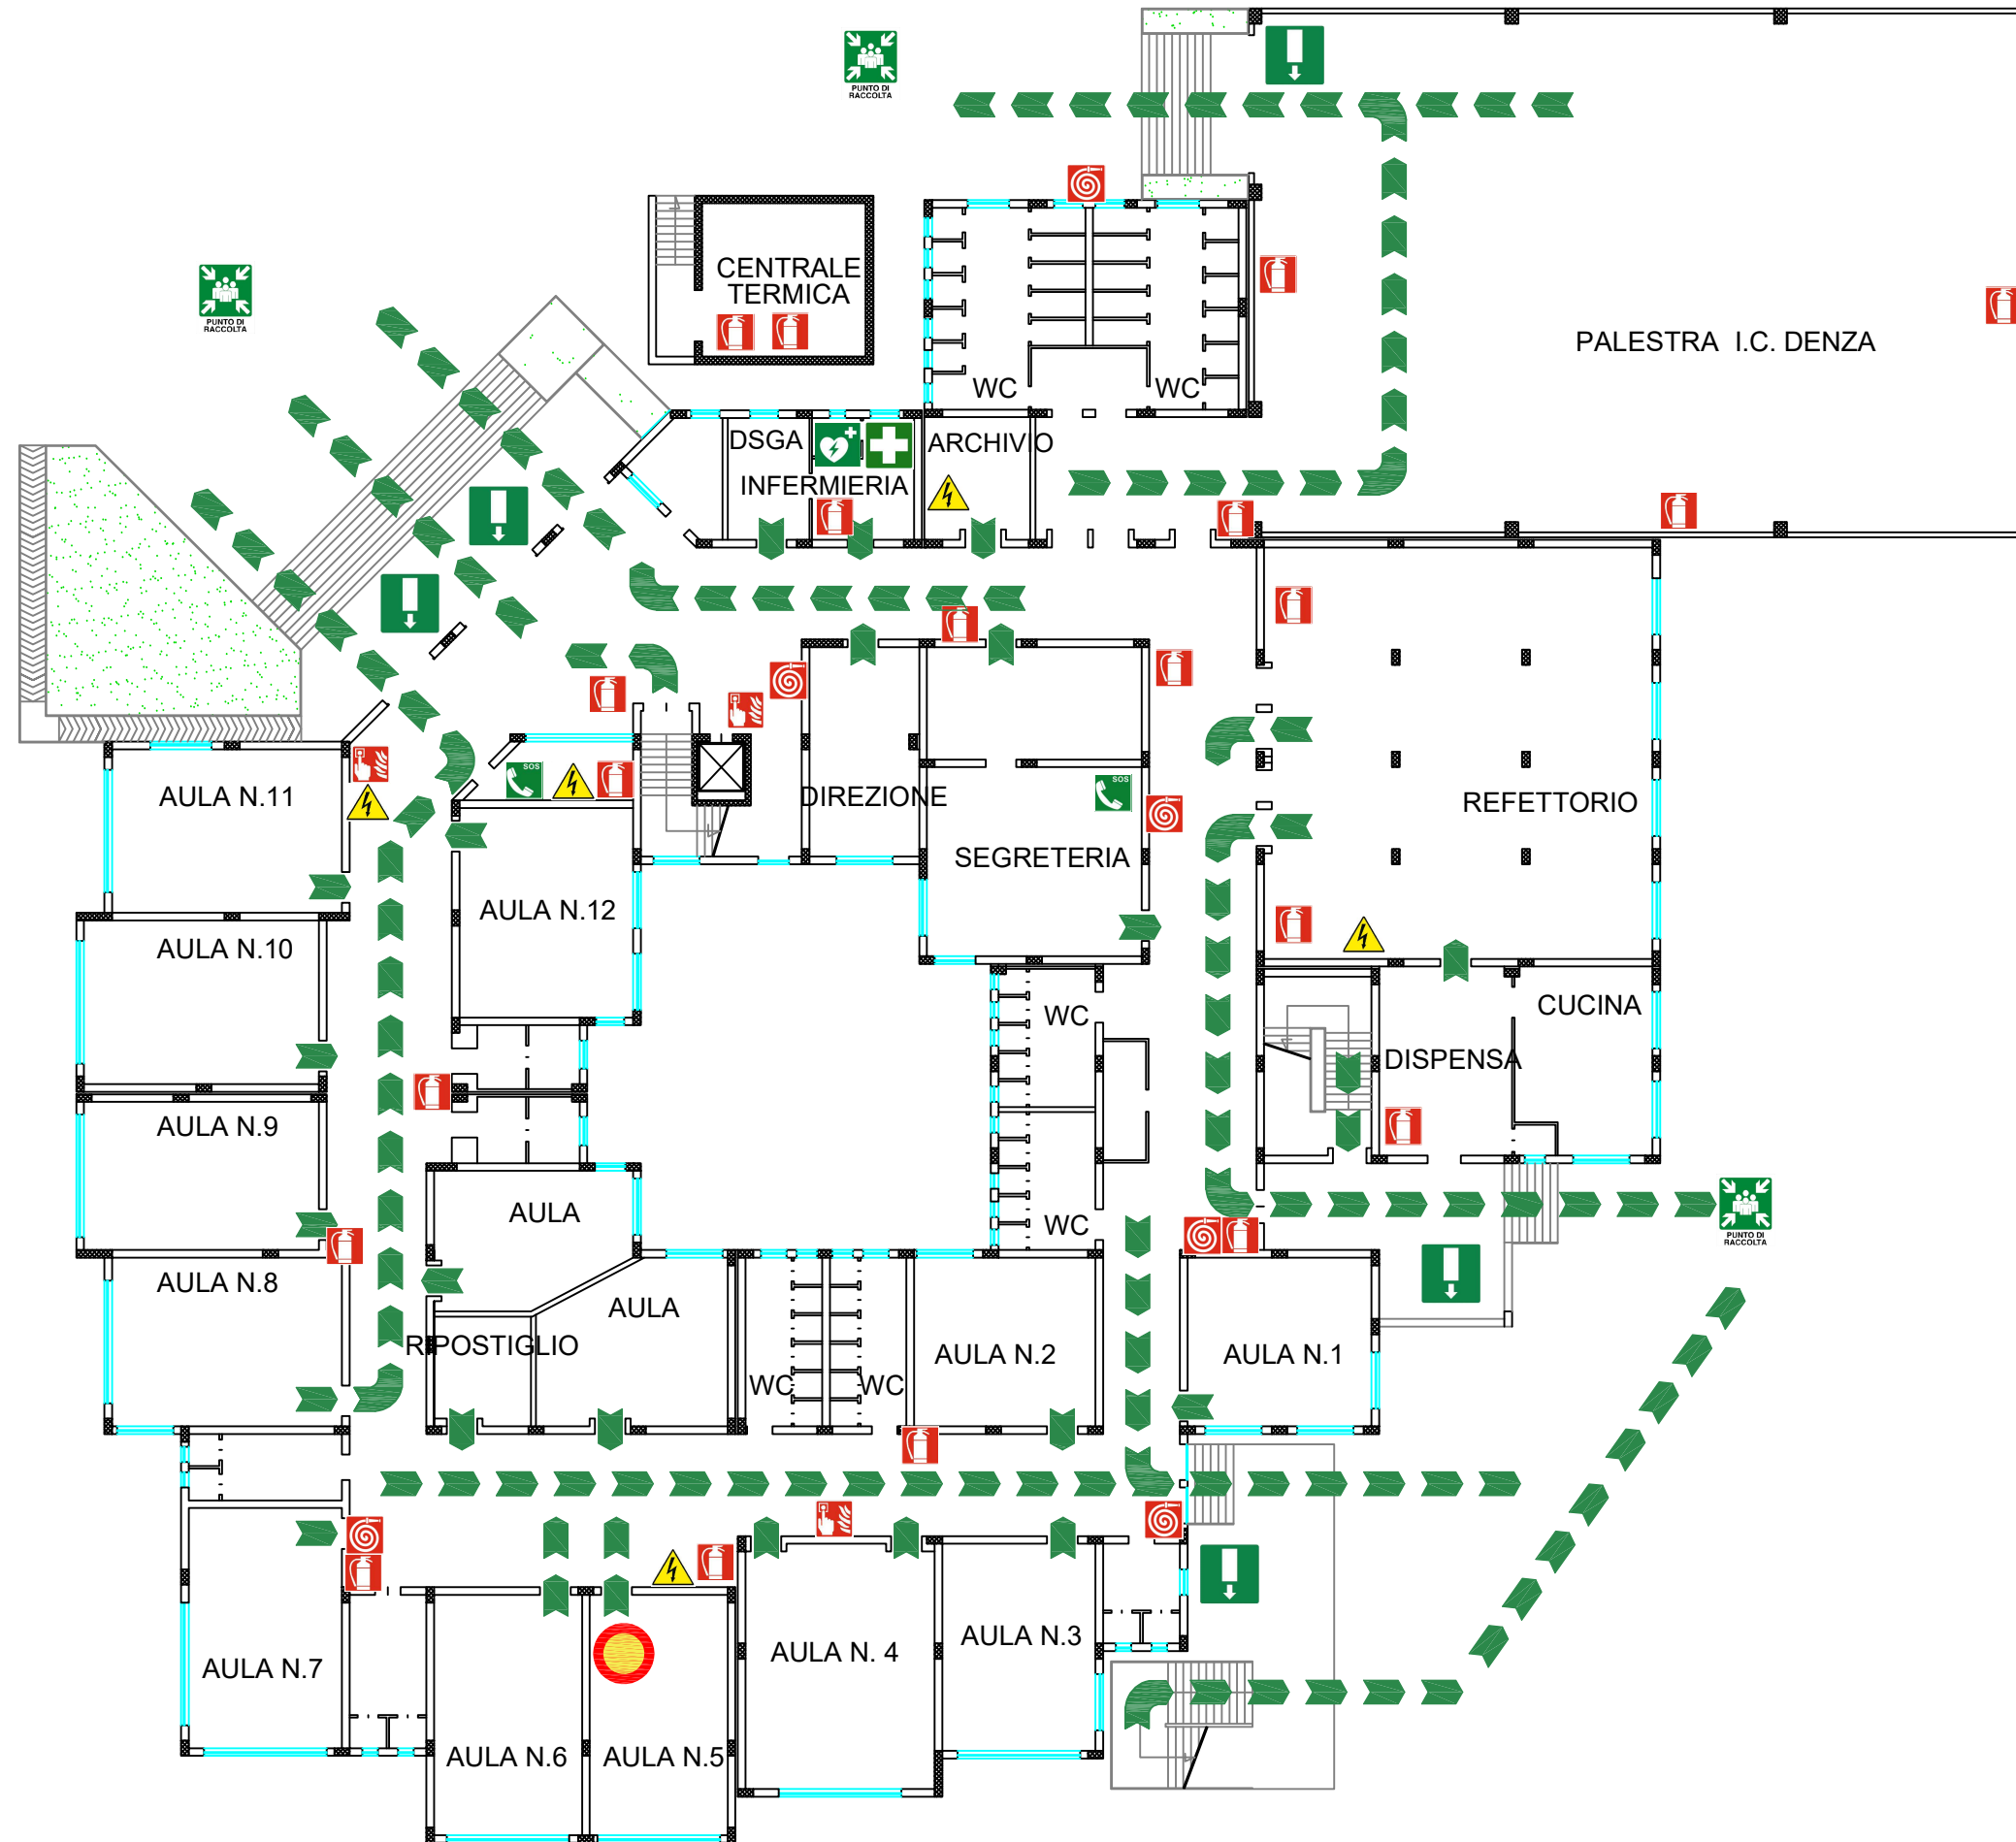 PUNTO DI
RACCOLTA
PUNTO DI
RACCOLTA
CENTRALE
TERMICA
PALESTRA I.C. DENZA
WC
WC
DSGA
ARCHIVIO
INFERMIERIA
SOS
SOS
AULA N.11
DIREZIONE
REFETTORIO
SEGRETERIA
AULA N.12
AULA N.10
WC
CUCINA
DISPENSA
AULA N.9
AULA
WC
PUNTO DI
RACCOLTA
AULA N.8
AULA
RIPOSTIGLIO
AULA N.2
AULA N.1
WC
WC
AULA N.3
AULA N. 4
AULA N.7
AULA N.6
AULA N.5